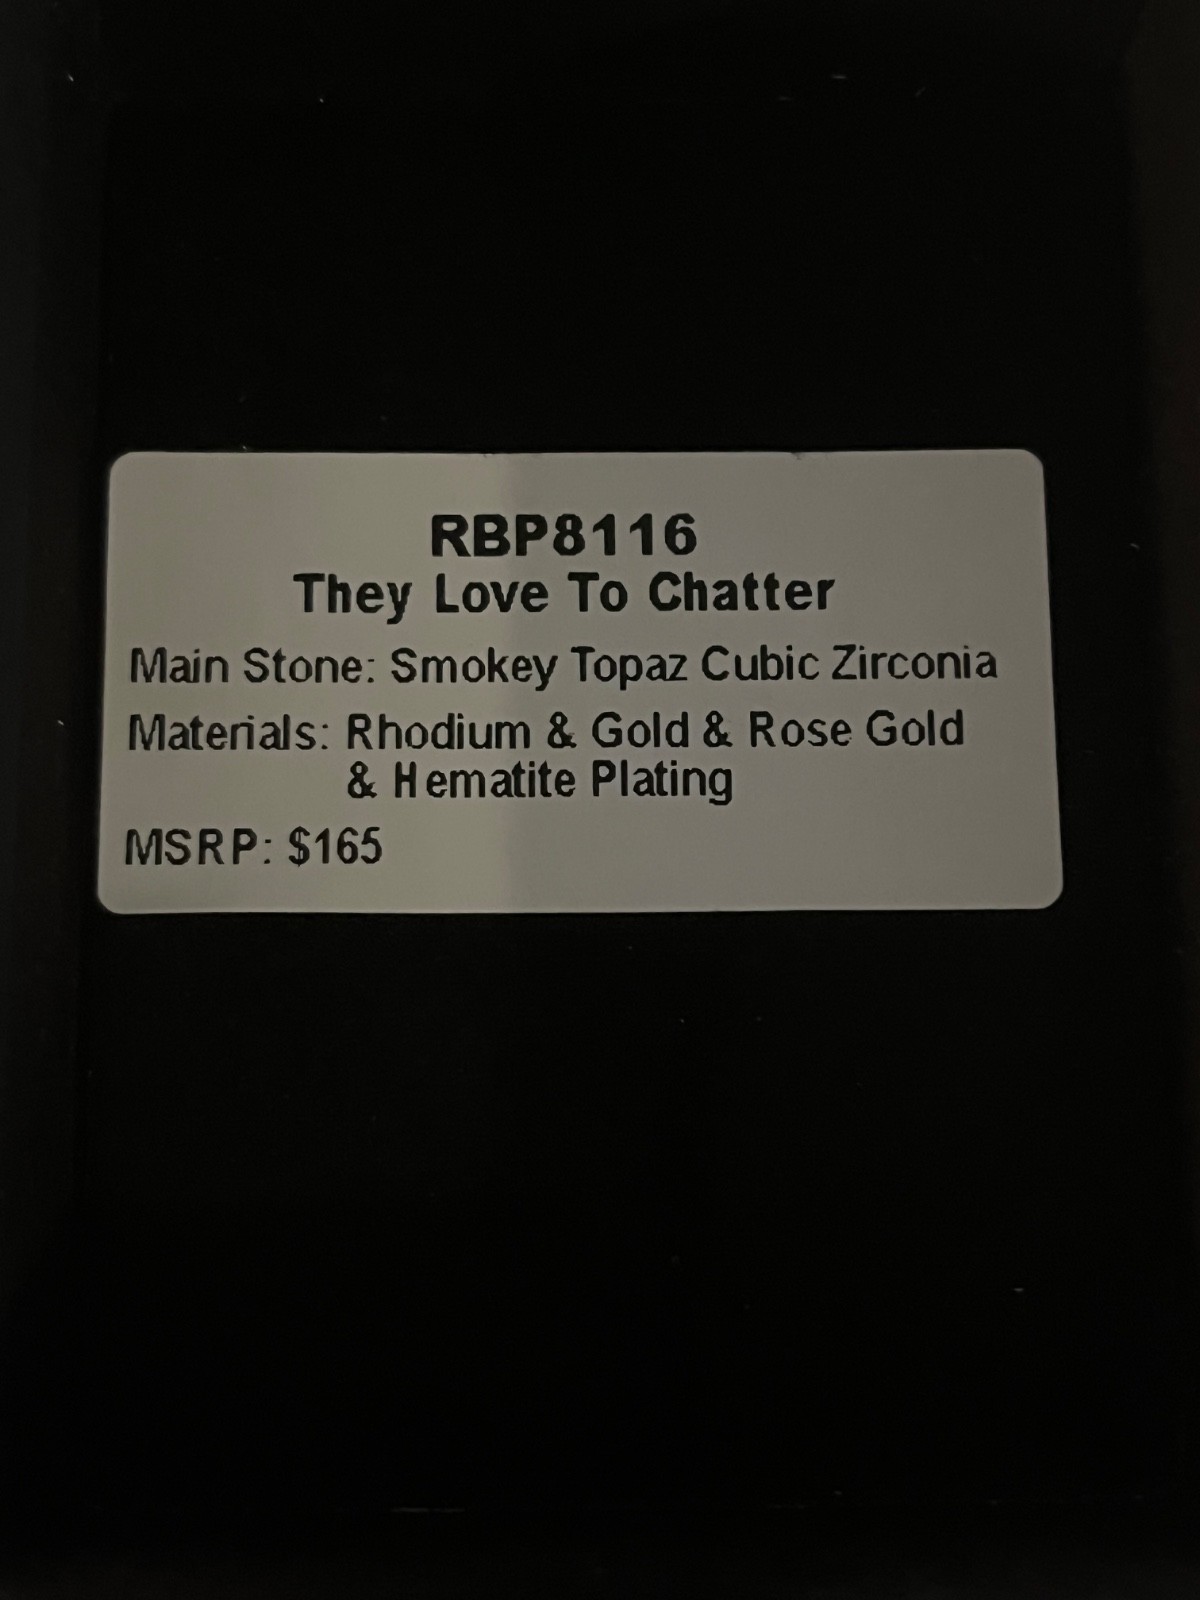 RBP8116
They Love To Chatter
Main Stone: Smokey Topaz Cubic Zirconia
Materials: Rhodium & Gold & Rose Gold
& Hematite Plating
MSRP: $165